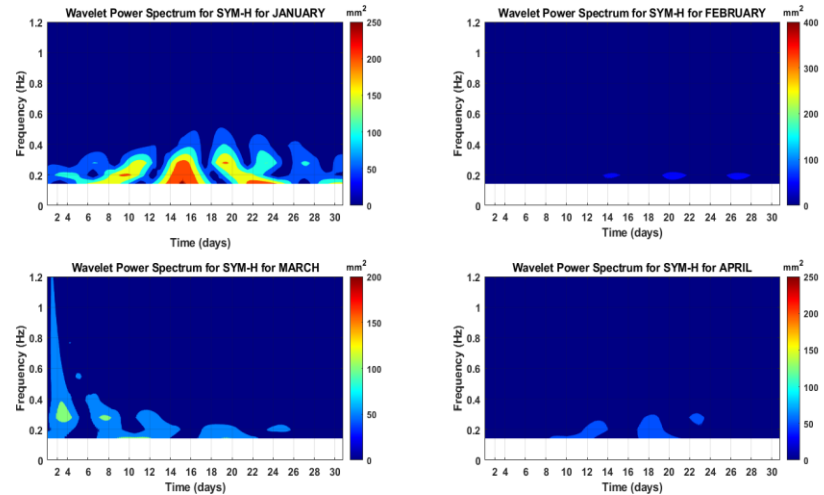 Wavelet Power Spectrum for SYM-H for JANUARY
mm2
1.2
1
0.8
0.6
0.4
0.2
0
Frequency (Hz)
2 4 6 8 10 12 14 16 18 20 22 24 26 28 30
Time (days)
250
200
150
100
50
0
Wavelet Power Spectrum for SYM-H for FEBRUARY
mm2
1.2
1
0.8
0.6
0.4
0.2
0
Frequency (Hz)
2 4 6 8 10 12 14 16 18 20 22 24 26 28 30
Time (days)
400
300
200
100
0
Wavelet Power Spectrum for SYM-H for MARCH
mm2
1.2
1
0.8
0.6
0.4
0.2
0
Frequency (Hz)
2 4 6 8 10 12 14 16 18 20 22 24 26 28 30
Time (days)
200
150
100
50
0
Wavelet Power Spectrum for SYM-H for APRIL
mm2
1.2
1
0.8
0.6
0.4
0.2
0
Frequency (Hz)
2 4 6 8 10 12 14 16 18 20 22 24 26 28 30
Time (days)
250
200
150
100
50
0